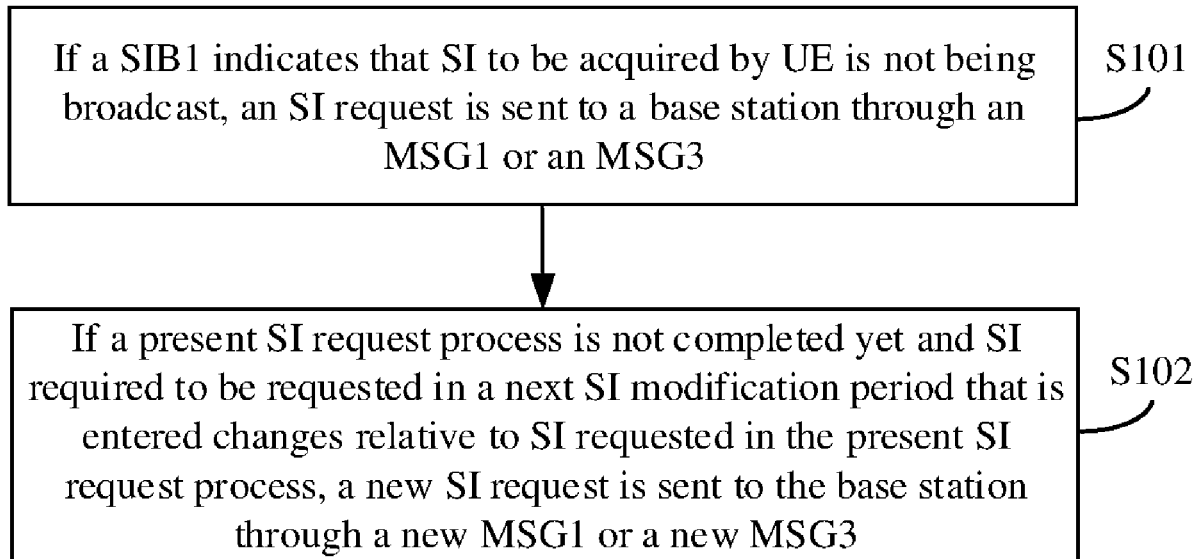 If a SIB1 indicates that SI to be acquired by UE is not being
broadcast, an SI request is sent to a base station through an
MSG1 or an MSG3
S101
If a present SI request process is not completed yet and SI
required to be requested in a next SI modification period that is
entered changes relative to SI requested in the present SI
request process, a new SI request is sent to the base station
through a new MSG1 or a new MSG3
S102